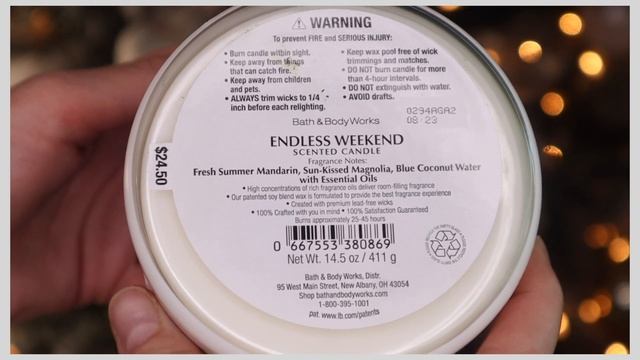 WARNING
To prevent FIRE and SERIOUS INJURY:
• Burn candle within sight.
• Keep away from things
that can catch fire.
• Keep away from children
and pets.
• ALWAYS trim wicks to 1/4"
inch before each relighting.
• Keep wax pool free of wick
trimmings and matches.
• DO NOT burn candle for more
than 4-hour intervals.
• DO NOT extinguish with water.
• AVOID drafts.
0294AGA2
08 23
Bath & Body Works
ENDLESS WEEKEND
SCENTED CANDLE
Fragrance Notes:
Fresh Summer Mandarin, Sun-Kissed Magnolia, Blue Coconut Water
with Essential Oils
• High concentrations of rich fragrance oils deliver room-filling fragrance
• Our patented soy blend wax is formulated to provide the best fragrance experience
• Created with premium lead-free wicks
• 100% Crafted with you in mind • 100% Satisfaction Guaranteed
Burns approximately 25-45 hours
0 667553 380869
Net Wt. 14.5 oz / 411 g
Bath & Body Works, Distr.
95 West Main Street, New Albany, OH 43054
Shop bathandbodyworks.com
1-800-395-1001
pat. www.lb.com/patents
$24.50